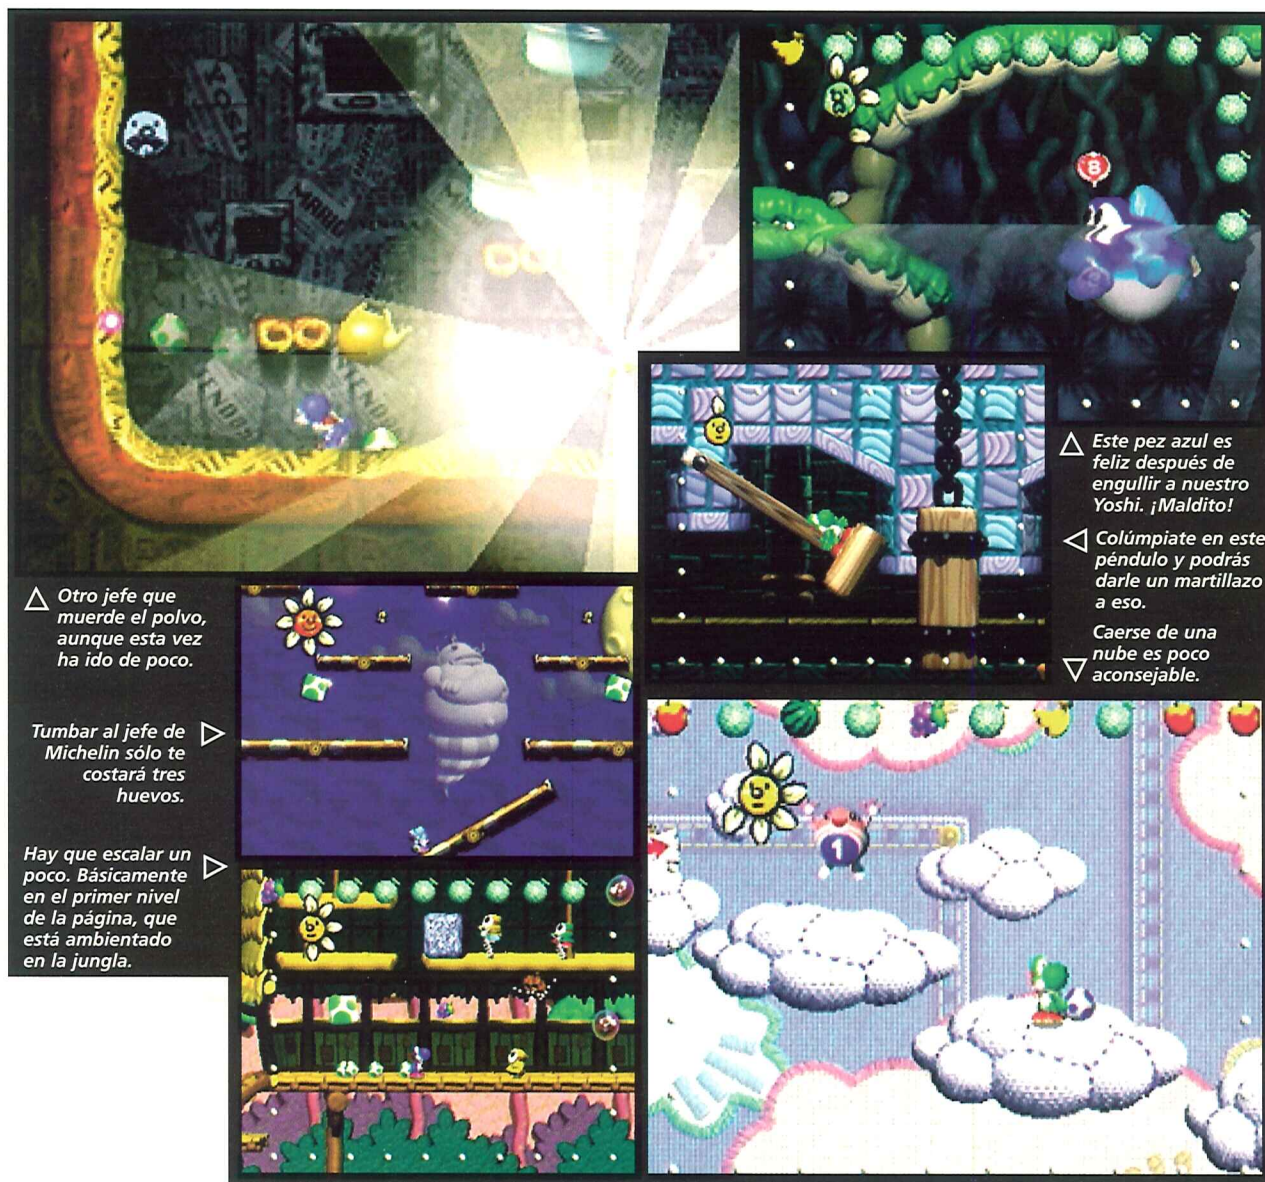 8
Este pez azul es
feliz después de
engullir a nuestro
Yoshi. ¡Maldito!
Colúmpiate en este
péndulo y podrás
darle un martillazo
a eso.
Caerse de una
nube es poco
aconsejable.
Otro jefe que
muerde el polvo,
aunque esta vez
ha ido de poco.
Tumbar al jefe de
Michelin sólo te
costará tres
huevos.
Hay que escalar un
poco. Básicamente
en el primer nivel
de la página, que
está ambientado
en la jungla.
1